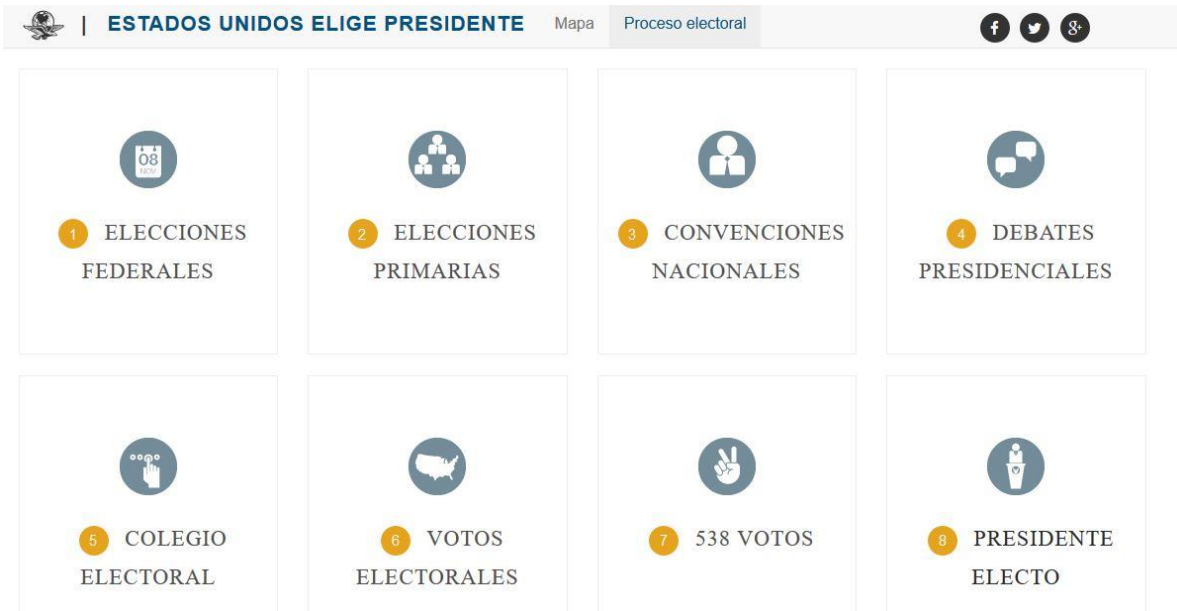 | ESTADOS UNIDOS ELIGE PRESIDENTE Mapa Proceso electoral f g+
08
NOV
1 ELECCIONES
FEDERALES
2 ELECCIONES
PRIMARIAS
3 CONVENCIONES
NACIONALES
4 DEBATES
PRESIDENCIALES
5 COLEGIO
ELECTORAL
6 VOTOS
ELECTORALES
7 538 VOTOS
8 PRESIDENTE
ELECTO